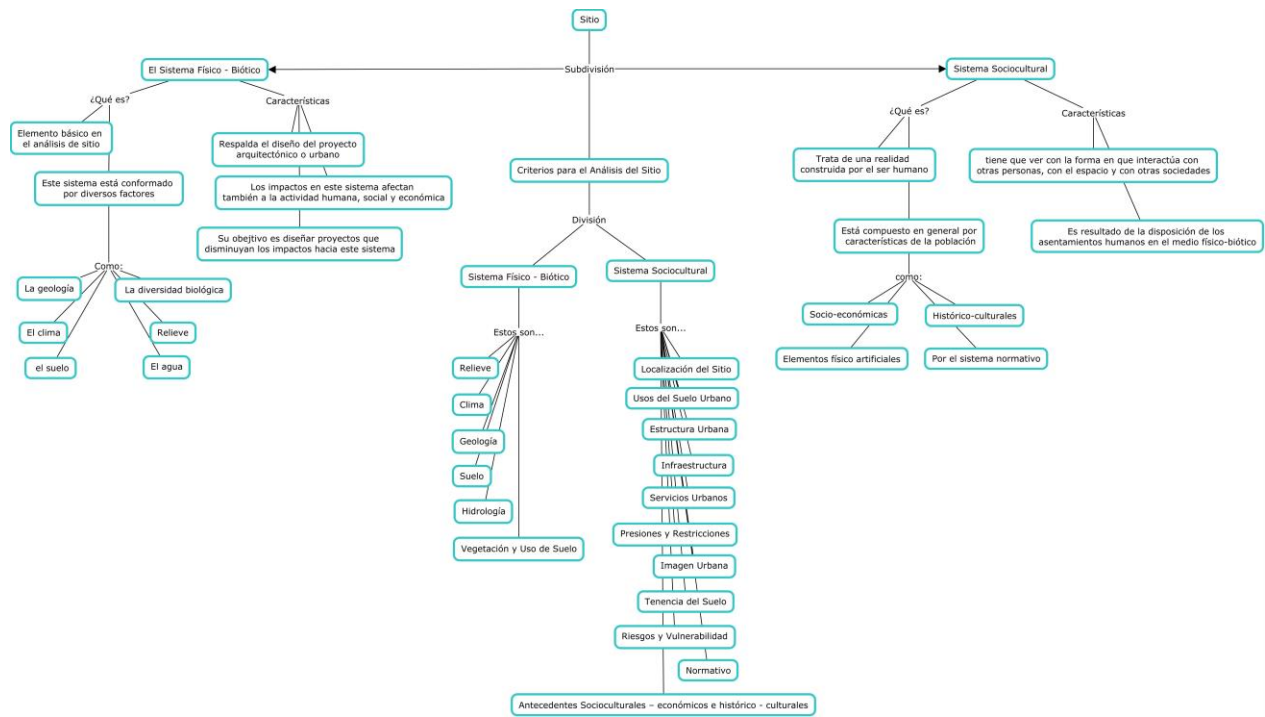 Sitio
Subdivisión
El Sistema Físico - Biótico
¿Qué es?
Elemento básico en
el análisis de sitio
Este sistema está conformado
por diversos factores
Como:
La geología
La diversidad biológica
El clima
Relieve
el suelo
El agua
Características
Respalda el diseño del proyecto
arquitectónico o urbano
Los impactos en este sistema afectan
también a la actividad humana, social y económica
Su obejtivo es diseñar proyectos que
disminuyan los impactos hacia este sistema
Criterios para el Análisis del Sitio
División
Sistema Físico - Biótico
Estos son...
Relieve
Clima
Geología
Suelo
Hidrología
Vegetación y Uso de Suelo
Sistema Sociocultural
Estos son...
Localización del Sitio
Usos del Suelo Urbano
Estructura Urbana
Infraestructura
Servicios Urbanos
Presiones y Restricciones
Imagen Urbana
Tenencia del Suelo
Riesgos y Vulnerabilidad
Normativo
Antecedentes Socioculturales – económicos e histórico - culturales
Sistema Sociocultural
¿Qué es?
Trata de una realidad
construida por el ser humano
Está compuesto en general por
características de la población
como:
Socio-económicas
Histórico-culturales
Elementos físico artificiales
Por el sistema normativo
Características
tiene que ver con la forma en que interactúa con
otras personas, con el espacio y con otras sociedades
Es resultado de la disposición de los
asentamientos humanos en el medio físico-biótico